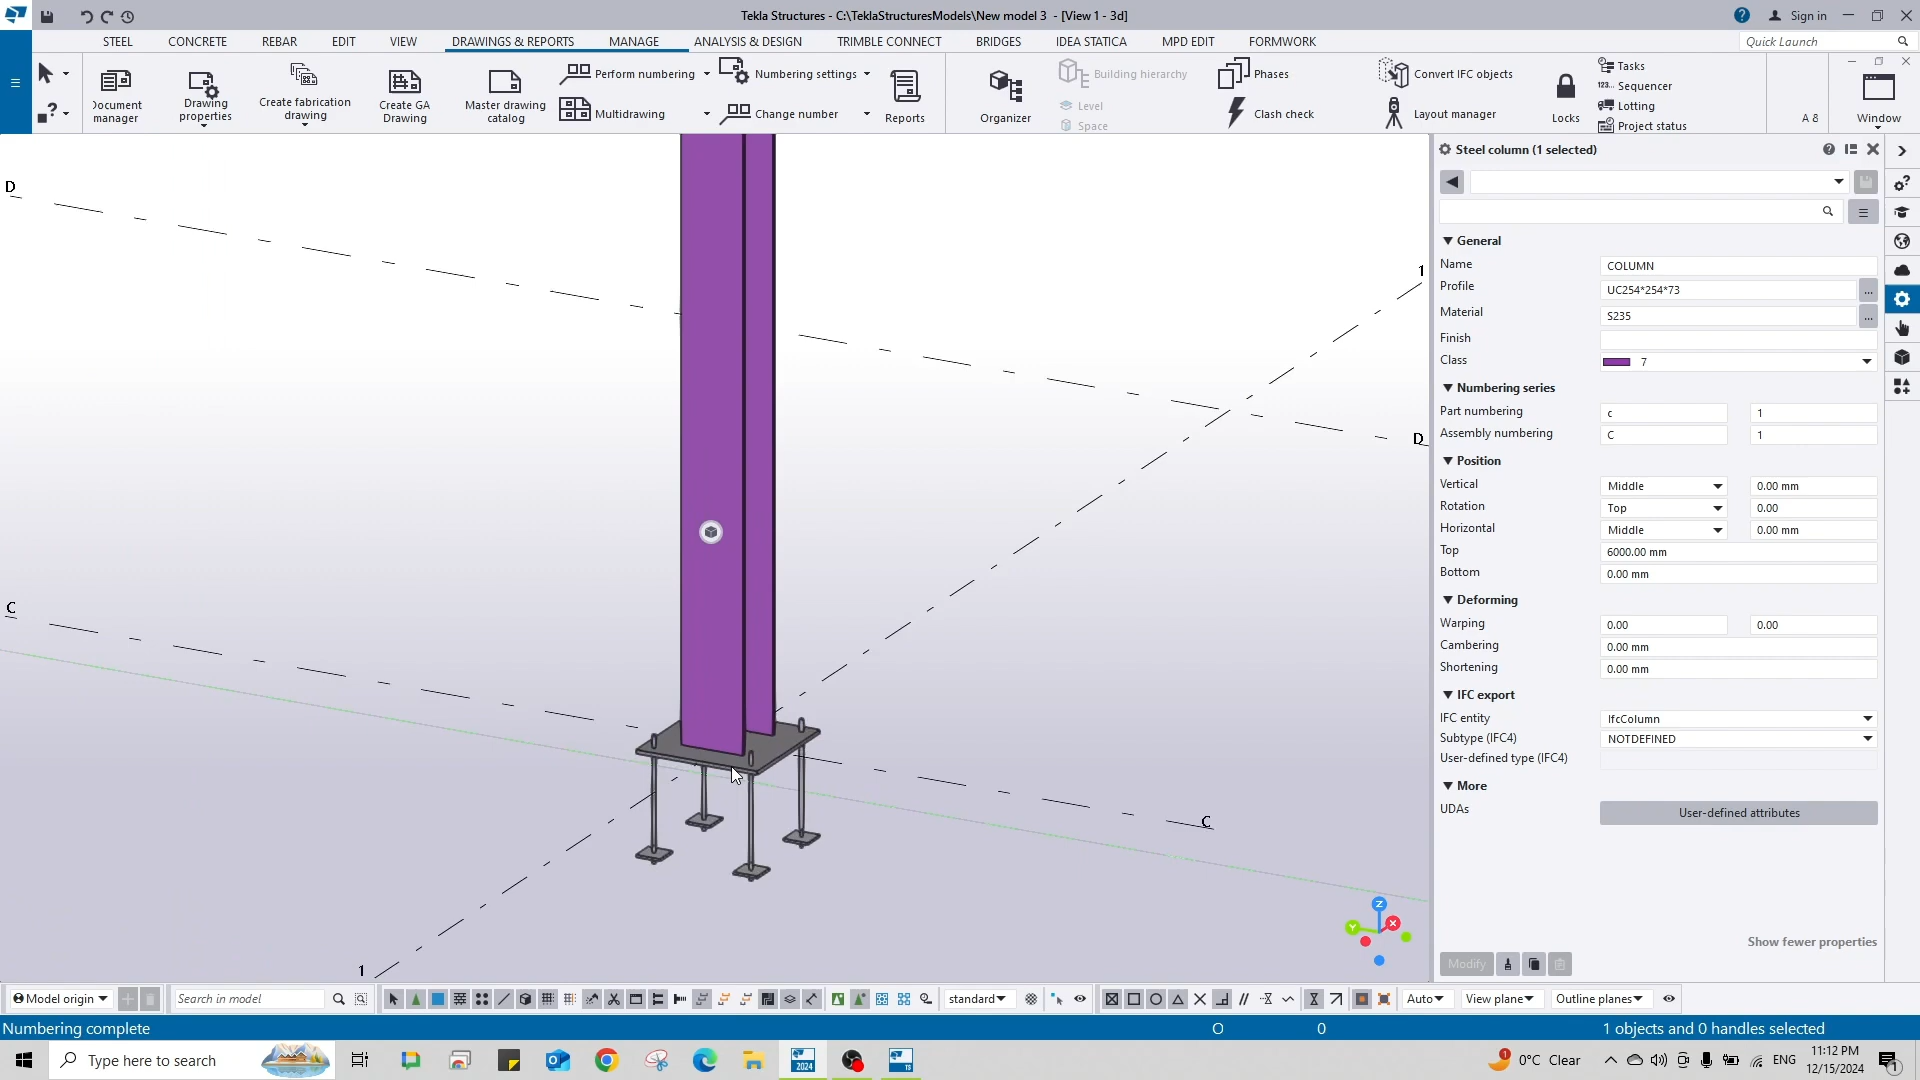 Tekla Structures - C:\TeklaStructuresModels\New model 3 - [View 1 - 3d]
Sign in
STEEL CONCRETE REBAR EDIT VIEW DRAWINGS & REPORTS MANAGE ANALYSIS & DESIGN TRIMBLE CONNECT BRIDGES IDEA STATICA MPD EDIT FORMWORK Quick Launch
Document manager
Drawing properties
Create fabrication drawing
Create GA Drawing
Master drawing catalog
Perform numbering
Multidrawing
Numbering settings
Change number
Reports
Organizer
Building hierarchy
Level
Space
Phases
Clash check
Convert IFC objects
Layout manager
Locks
Tasks
Sequencer
Lotting
Project status
A 8
Window
D
1
D
C
C
1
Z
Y
X
Steel column (1 selected)
General
Name COLUMN
Profile UC254*254*73 ...
Material S235 ...
Finish
Class 7
Numbering series
Part numbering c 1
Assembly numbering C 1
Position
Vertical Middle 0.00 mm
Rotation Top 0.00
Horizontal Middle 0.00 mm
Top 6000.00 mm
Bottom 0.00 mm
Deforming
Warping 0.00 0.00
Cambering 0.00 mm
Shortening 0.00 mm
IFC export
IFC entity IfcColumn
Subtype (IFC4) NOTDEFINED
User-defined type (IFC4)
More
UDAs User-defined attributes
Show fewer properties
Modify
Model origin Search in model standard Auto View plane Outline planes
Numbering complete O 0 1 objects and 0 handles selected
Type here to search 2024 TS 1 0°C Clear ENG 11:12 PM
12/15/2024 1